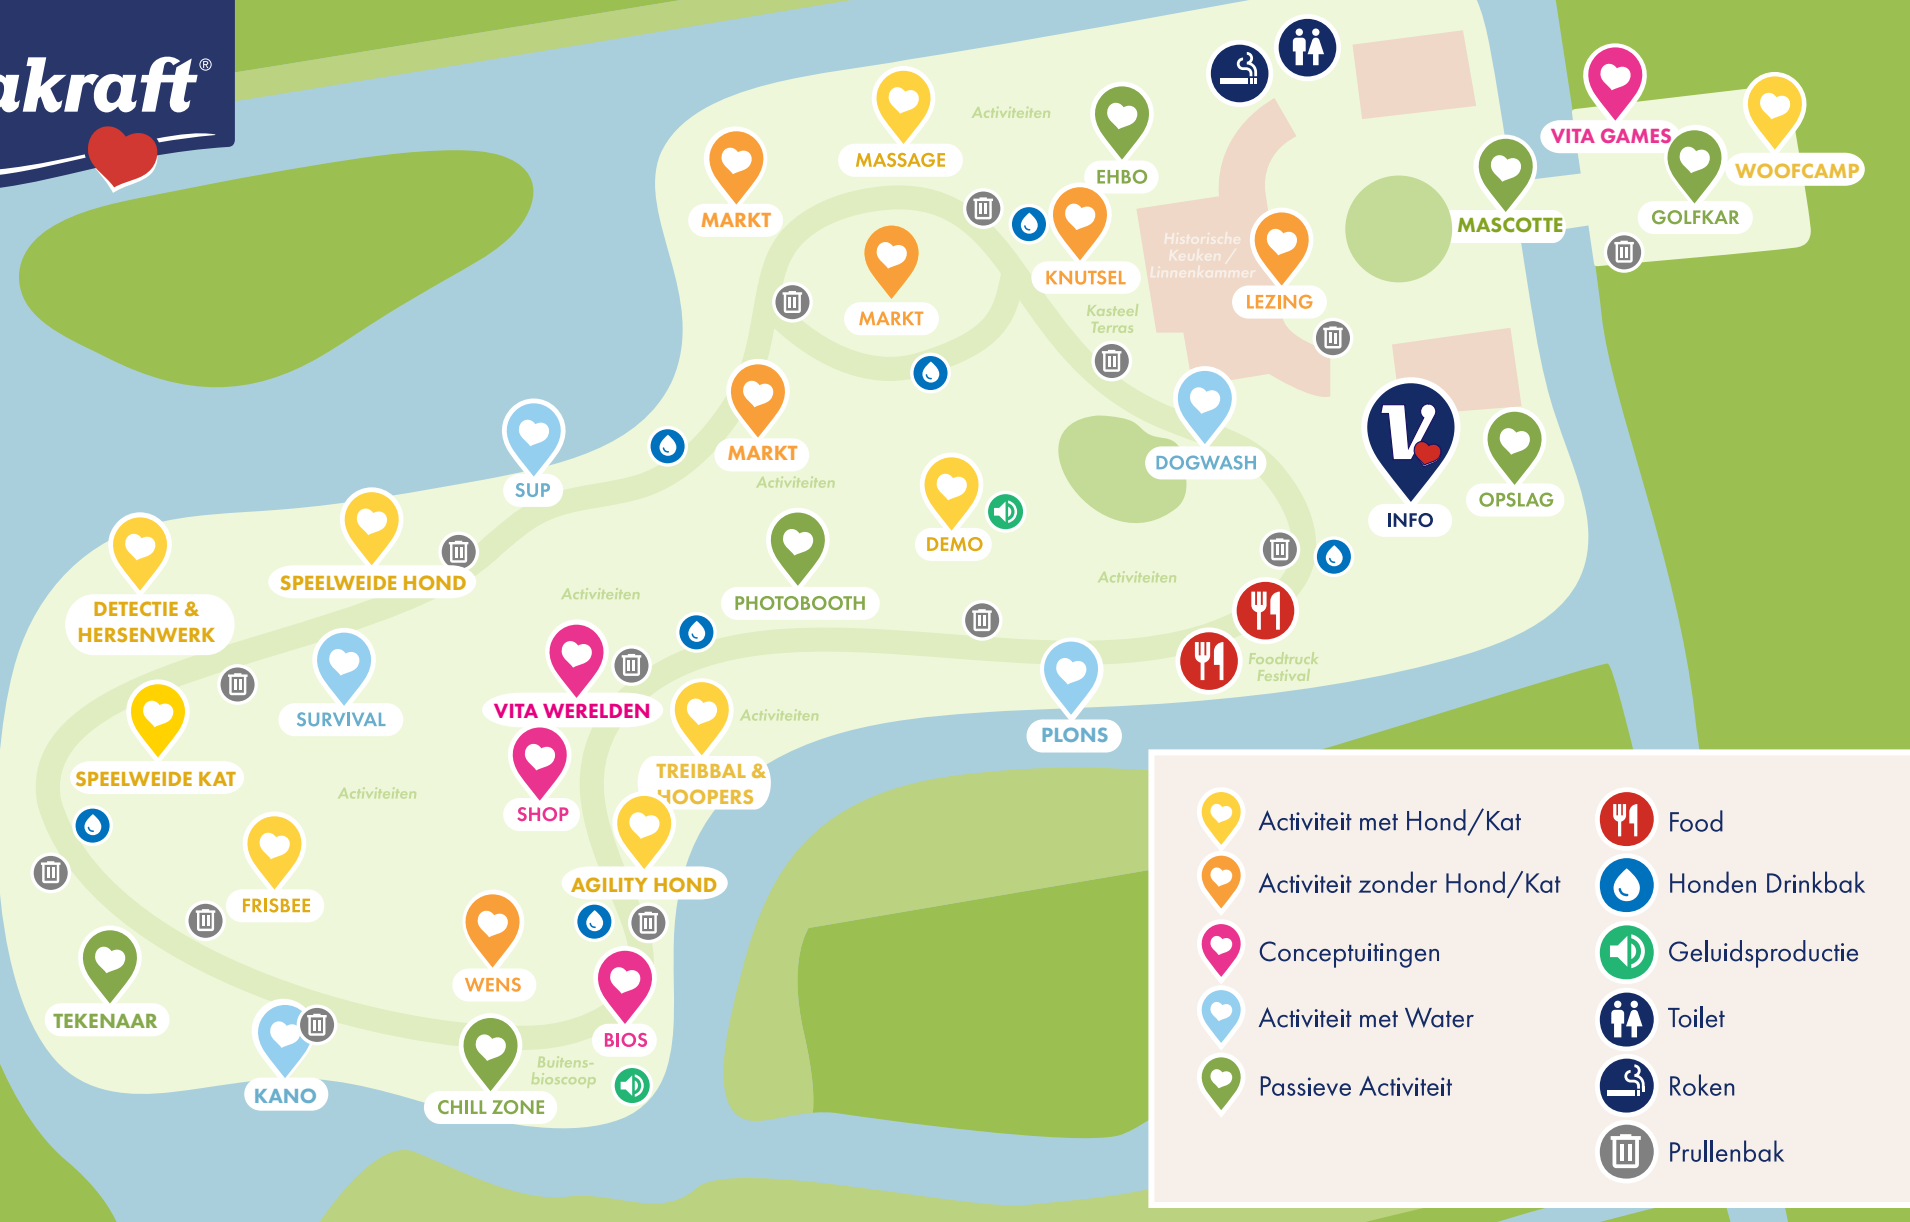 akraft®
Activiteiten
MASSAGE
EHBO
VITA GAMES
WOOFCAMP
MARKT
MASCOTTE
GOLFKAR
Historische
Keuken /
Linnenkammer
KNUTSEL
LEZING
MARKT
Kasteel
Terras
MARKT
Activiteiten
DOGWASH
V
INFO
OPSLAG
SUP
DEMO
SPEELWEIDE HOND
Activiteiten
Activiteiten
PHOTOBOOTH
DETECTIE &
HERSENWERK
Foodtruck
Festival
SURVIVAL
VITA WERELDEN
Activiteiten
PLONS
SPEELWEIDE KAT
TREIBBAL &
HOOPERS
Activiteiten
SHOP
AGILITY HOND
FRISBEE
WENS
TEKENAAR
BIOS
Buitens-
bioscoop
KANO
CHILL ZONE
Activiteit met Hond/Kat
Activiteit zonder Hond/Kat
Conceptuitingen
Activiteit met Water
Passieve Activiteit
Food
Honden Drinkbak
Geluidsproductie
Toilet
Roken
Prullenbak